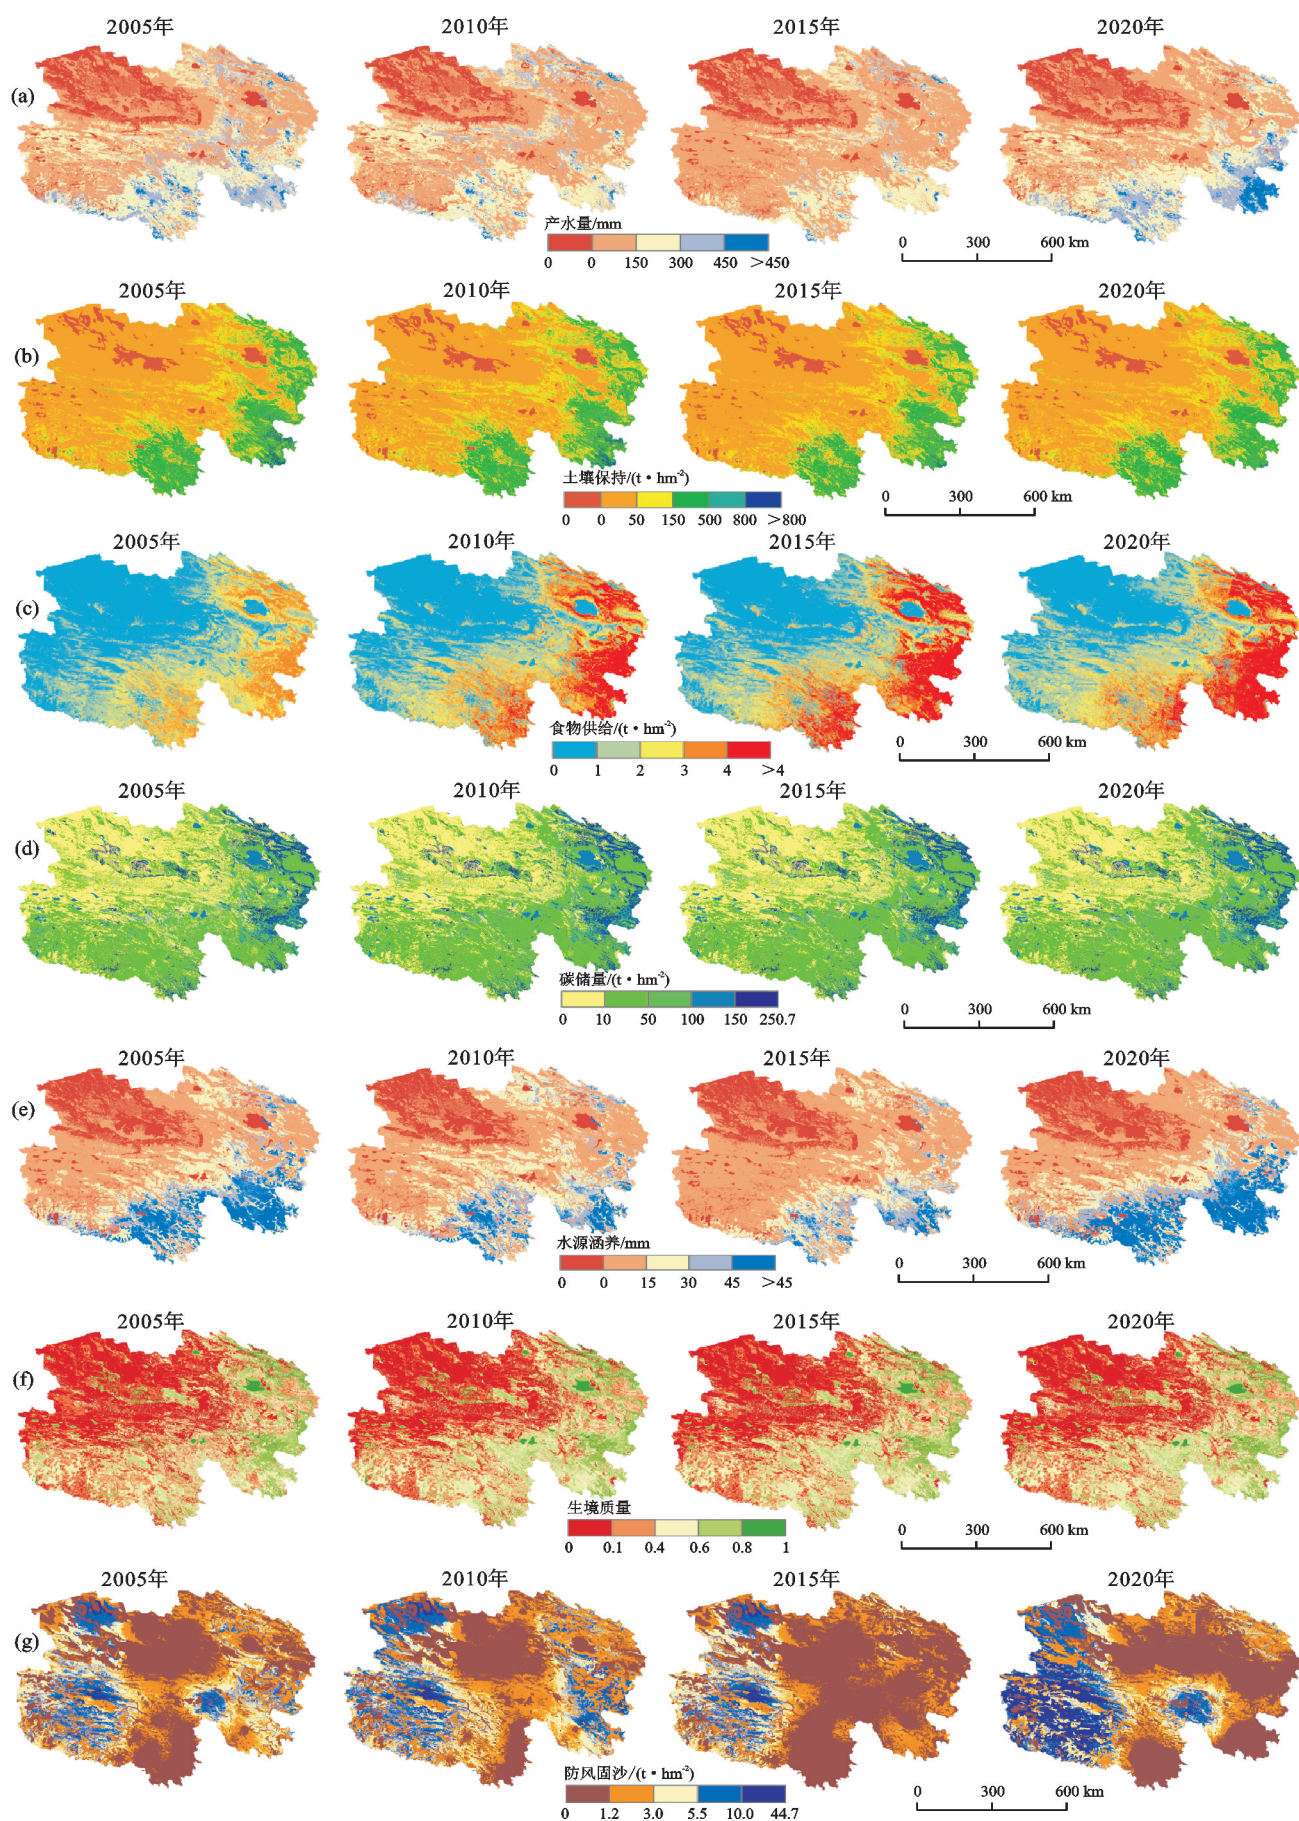 2005年 2010年 2015年 2020年
(a)
产水量/mm
0 0 150 300 450 >450
0 300 600 km
2005年 2010年 2015年 2020年
(b)
土壤保持/(t·hm⁻²)
0 0 50 150 500 800 >800
0 300 600 km
2005年 2010年 2015年 2020年
(c)
食物供给/(t·hm⁻²)
0 1 2 3 4 >4
0 300 600 km
2005年 2010年 2015年 2020年
(d)
碳储量/(t·hm⁻²)
0 10 50 100 150 250.7
0 300 600 km
2005年 2010年 2015年 2020年
(e)
水源涵养/mm
0 0 15 30 45 >45
0 300 600 km
2005年 2010年 2015年 2020年
(f)
生境质量
0 0.1 0.4 0.6 0.8 1
0 300 600 km
2005年 2010年 2015年 2020年
(g)
防风固沙/(t·hm⁻²)
0 1.2 3.0 5.5 10.0 44.7
0 300 600 km